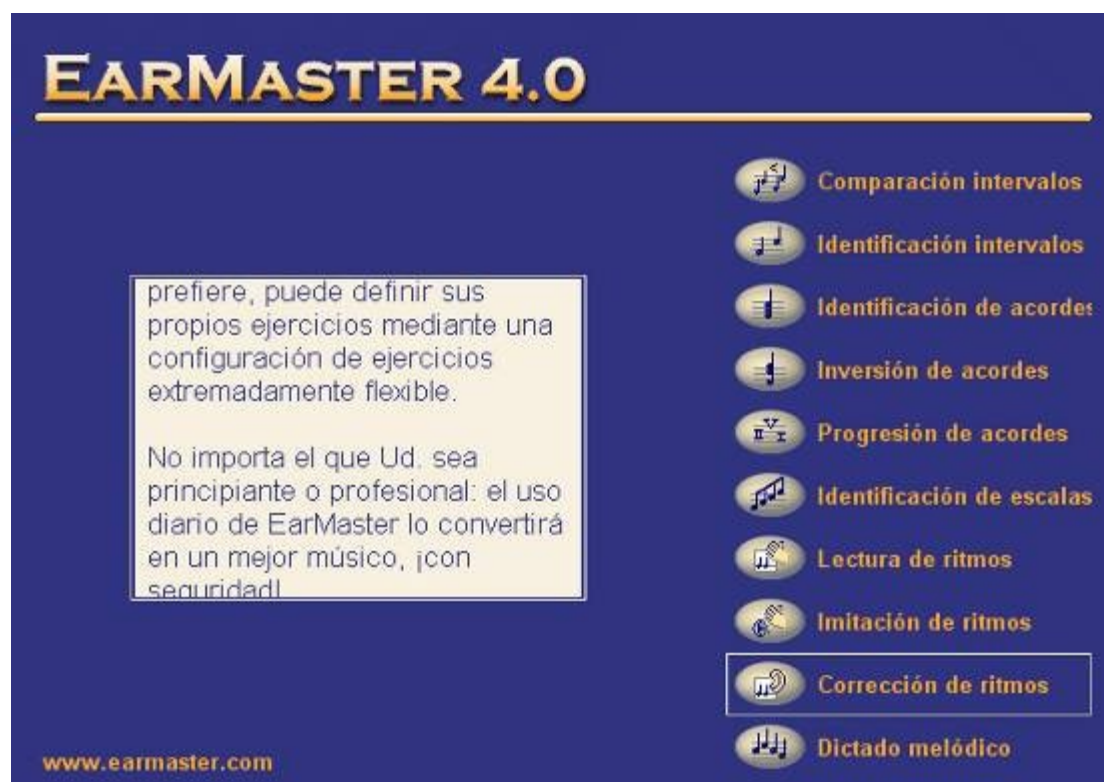 EARMASTER 4.0
prefiere, puede definir sus
propios ejercicios mediante una
configuración de ejercicios
extremadamente flexible.
No importa el que Ud. sea
principiante o profesional: el uso
diario de EarMaster lo convertirá
en un mejor músico, ¡con
seguridad!
Comparación intervalos
Identificación intervalos
Identificación de acordes
Inversión de acordes
Progresión de acordes
Identificación de escalas
Lectura de ritmos
Imitación de ritmos
Corrección de ritmos
Dictado melódico
www.earmaster.com